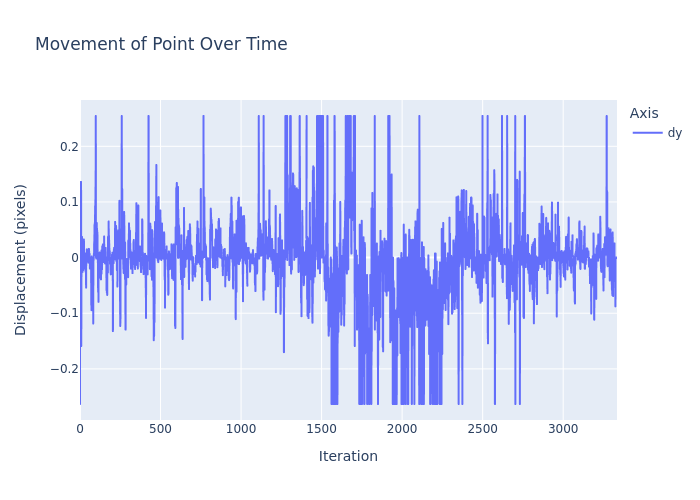 Movement of Point Over Time
Axis
dy
0.2
0.1
0
−0.1
−0.2
Displacement (pixels)
0 500 1000 1500 2000 2500 3000
Iteration